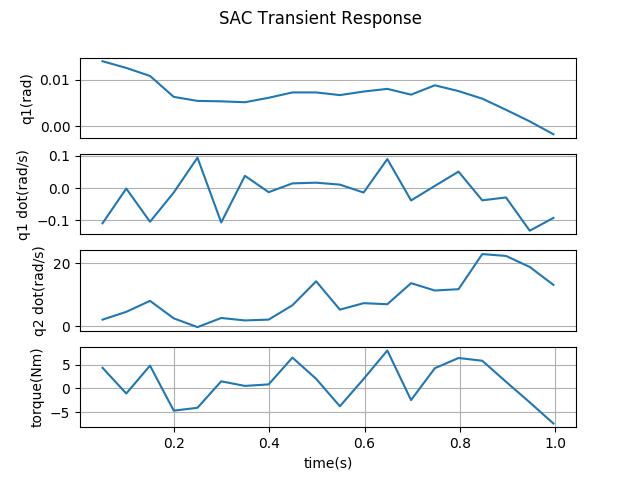 SAC Transient Response
q1(rad)
0.01
0.00
q1 dot(rad/s)
0.1
0.0
−0.1
q2 dot(rad/s)
20
0
torque(Nm)
5
0
−5
0.2 0.4 0.6 0.8 1.0
time(s)